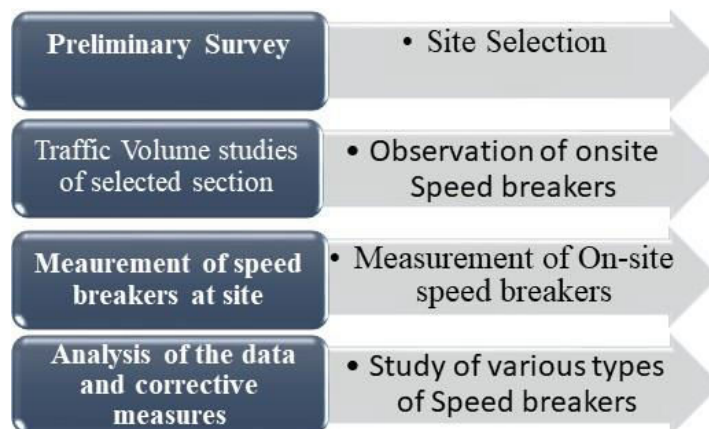 Preliminary Survey
• Site Selection
Traffic Volume studies
of selected section
• Observation of onsite
Speed breakers
Meaurement of speed
breakers at site
• Measurement of On-site
speed breakers
Analysis of the data
and corrective
measures
• Study of various types
of Speed breakers